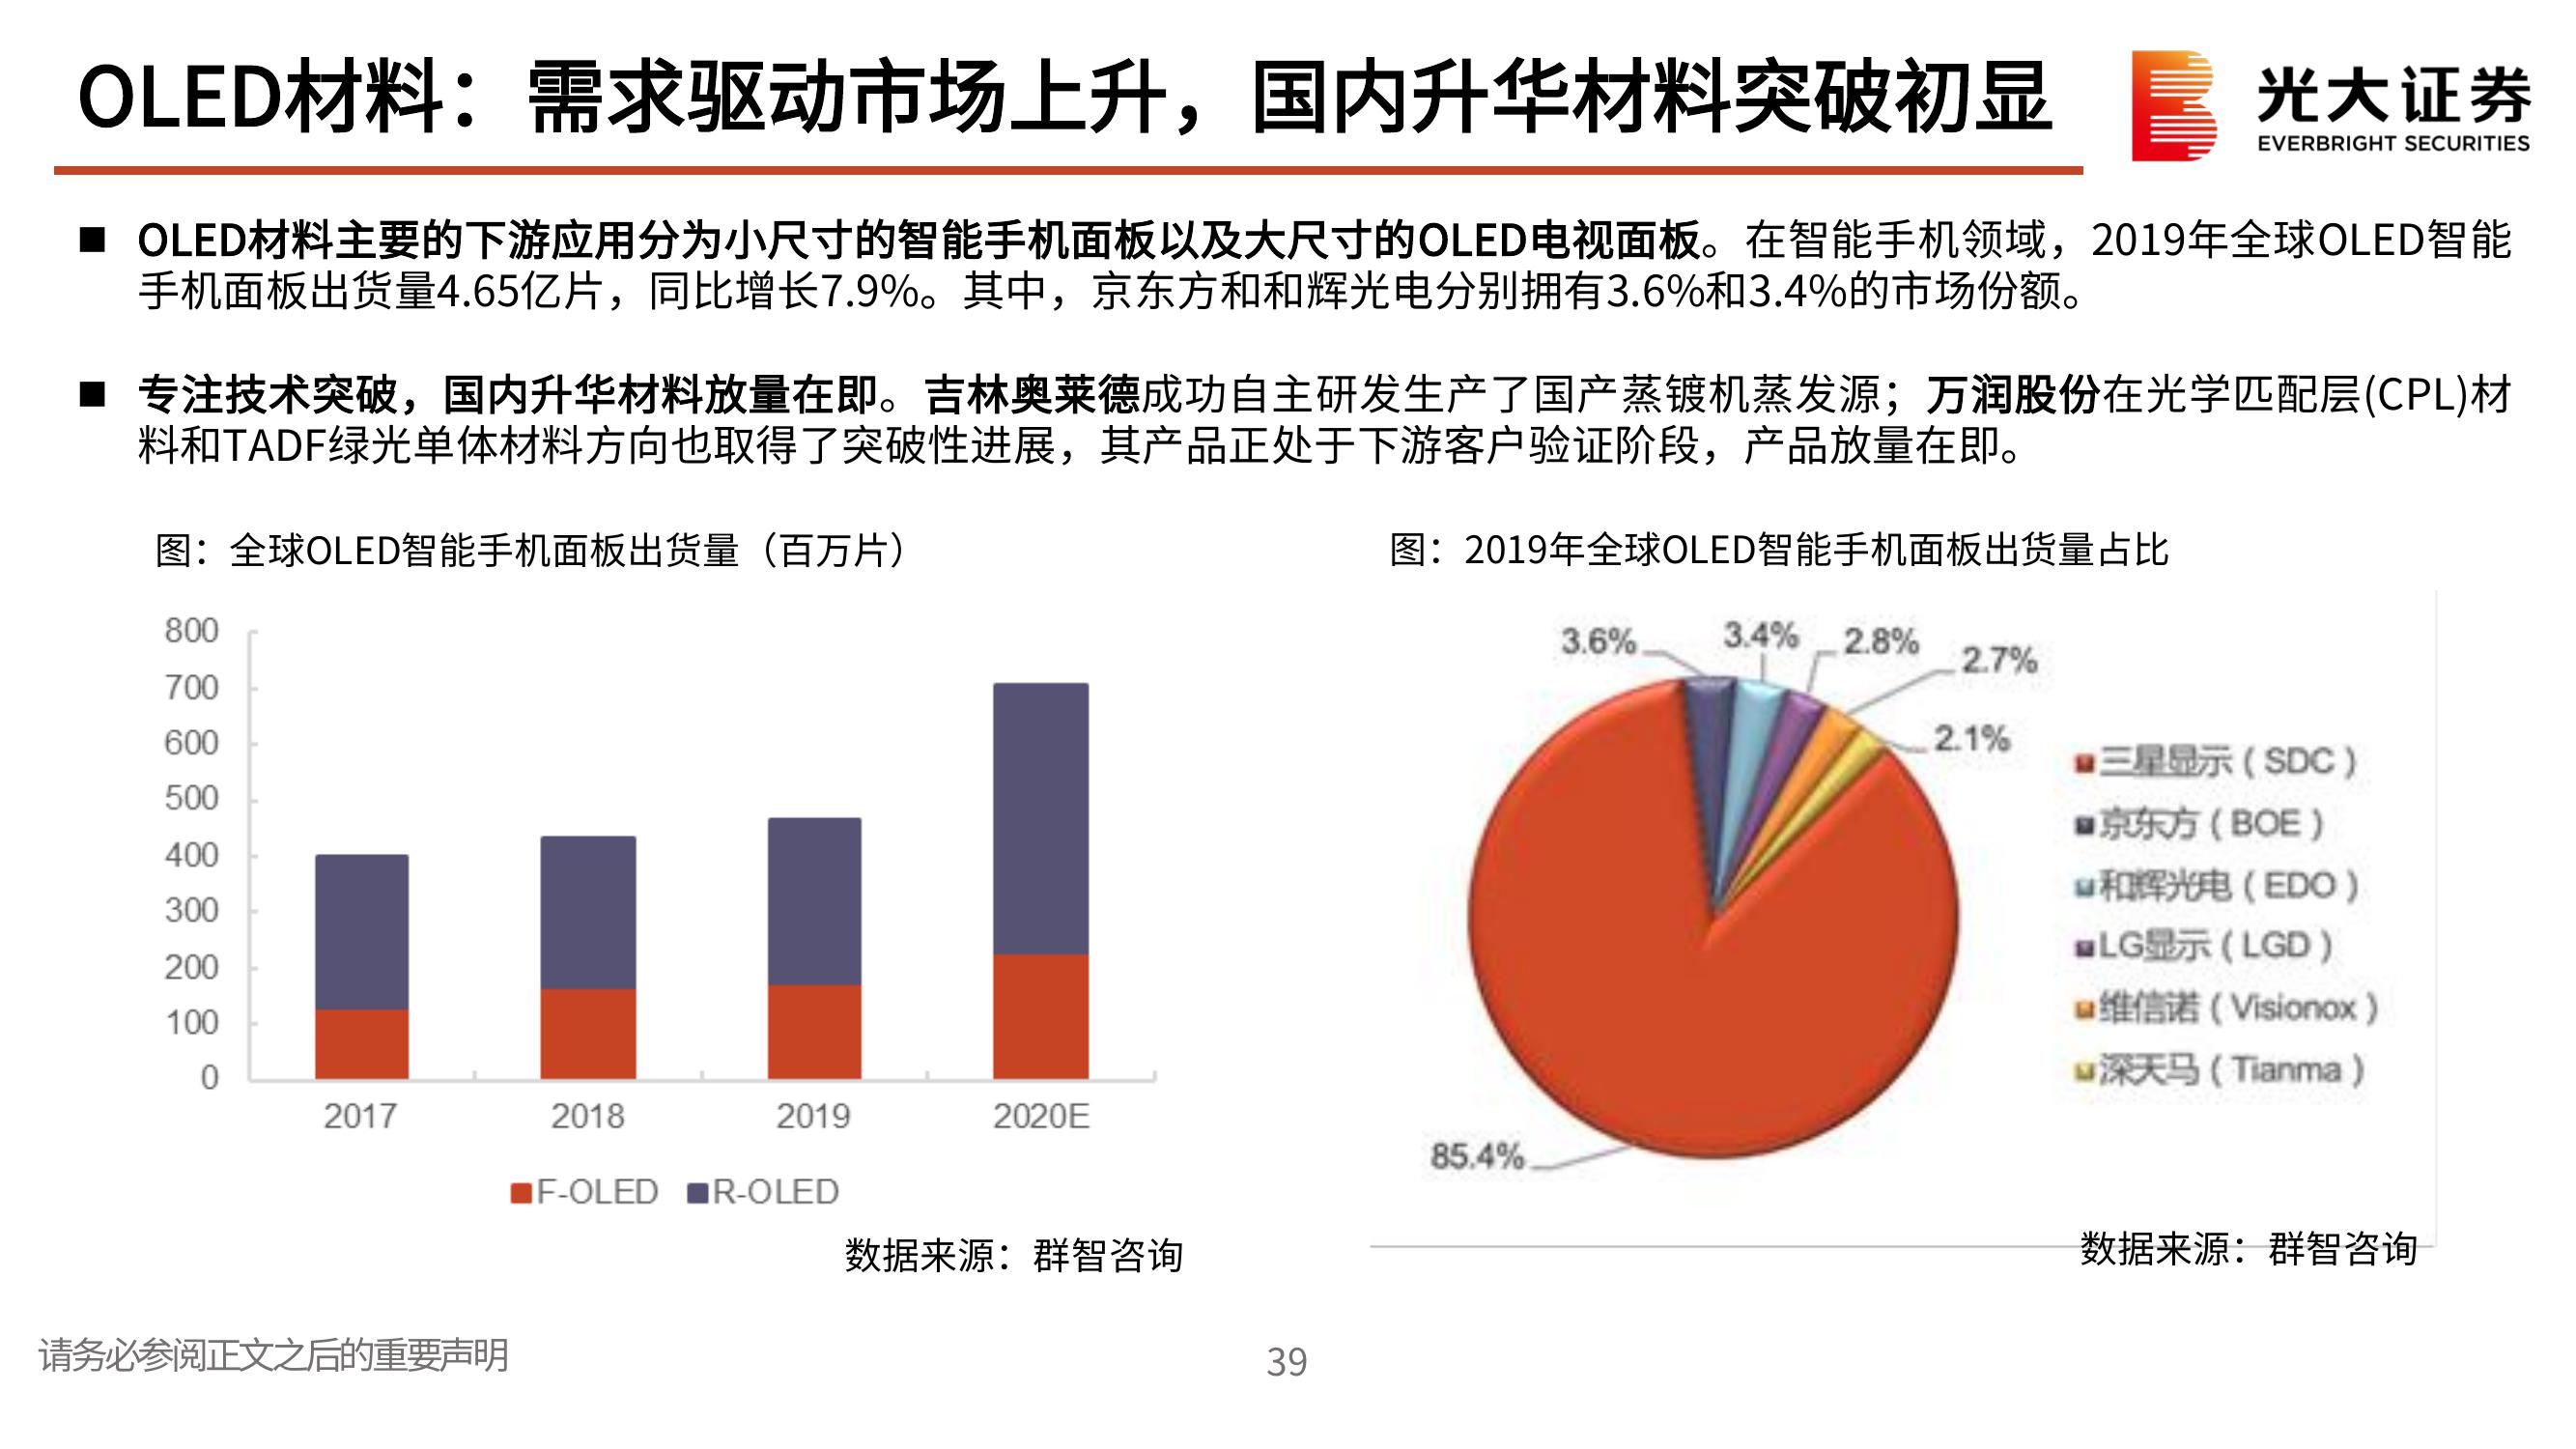 OLED材料：需求驱动市场上升，国内升华材料突破初显
光大证券
EVERBRIGHT SECURITIES
■ OLED材料主要的下游应用分为小尺寸的智能手机面板以及大尺寸的OLED电视面板。在智能手机领域，2019年全球OLED智能
手机面板出货量4.65亿片，同比增长7.9%。其中，京东方和和辉光电分别拥有3.6%和3.4%的市场份额。
■ 专注技术突破，国内升华材料放量在即。吉林奥莱德成功自主研发生产了国产蒸镀机蒸发源；万润股份在光学匹配层(CPL)材
料和TADF绿光单体材料方向也取得了突破性进展，其产品正处于下游客户验证阶段，产品放量在即。
图：全球OLED智能手机面板出货量（百万片）
800
700
600
500
400
300
200
100
0
2017 2018 2019 2020E
F-OLED R-OLED
数据来源：群智咨询
图：2019年全球OLED智能手机面板出货量占比
3.6% 3.4% 2.8% 2.7%
2.1%
85.4%
三星显示（SDC）
京东方（BOE）
和辉光电（EDO）
LG显示（LGD）
维信诺（Visionox）
深天马（Tianma）
数据来源：群智咨询
请务必参阅正文之后的重要声明
39